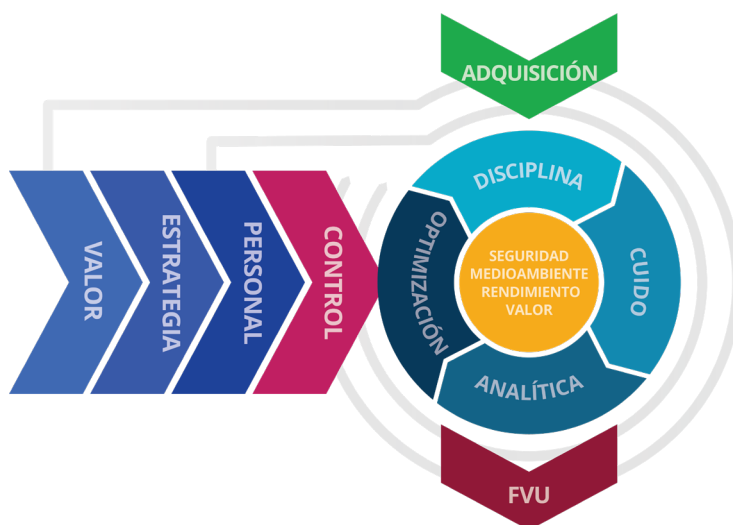 ADQUISICIÓN
VALOR
ESTRATEGIA
PERSONAL
CONTROL
DISCIPLINA
CUIDO
ANALÍTICA
OPTIMIZACIÓN
SEGURIDAD
MEDIOAMBIENTE
RENDIMIENTO
VALOR
FVU